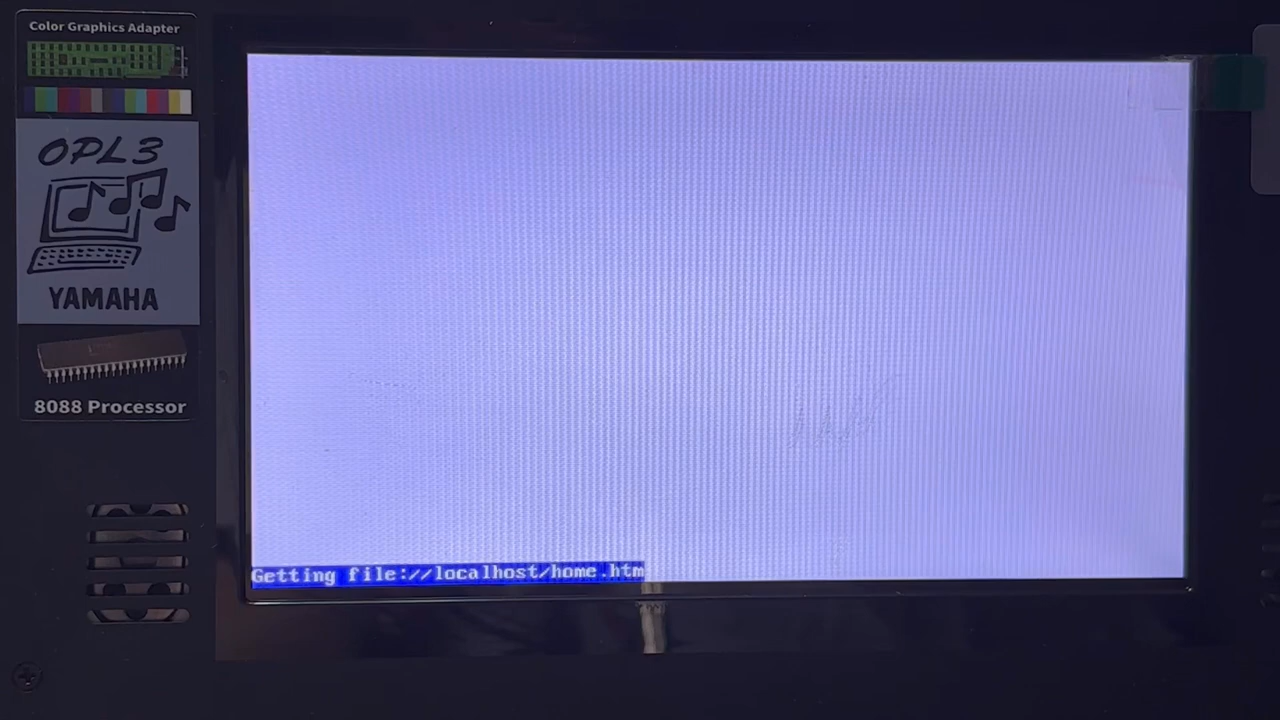 Color Graphics Adapter
OPL3
YAMAHA
8088 Processor
Getting file://localhost/home.htm